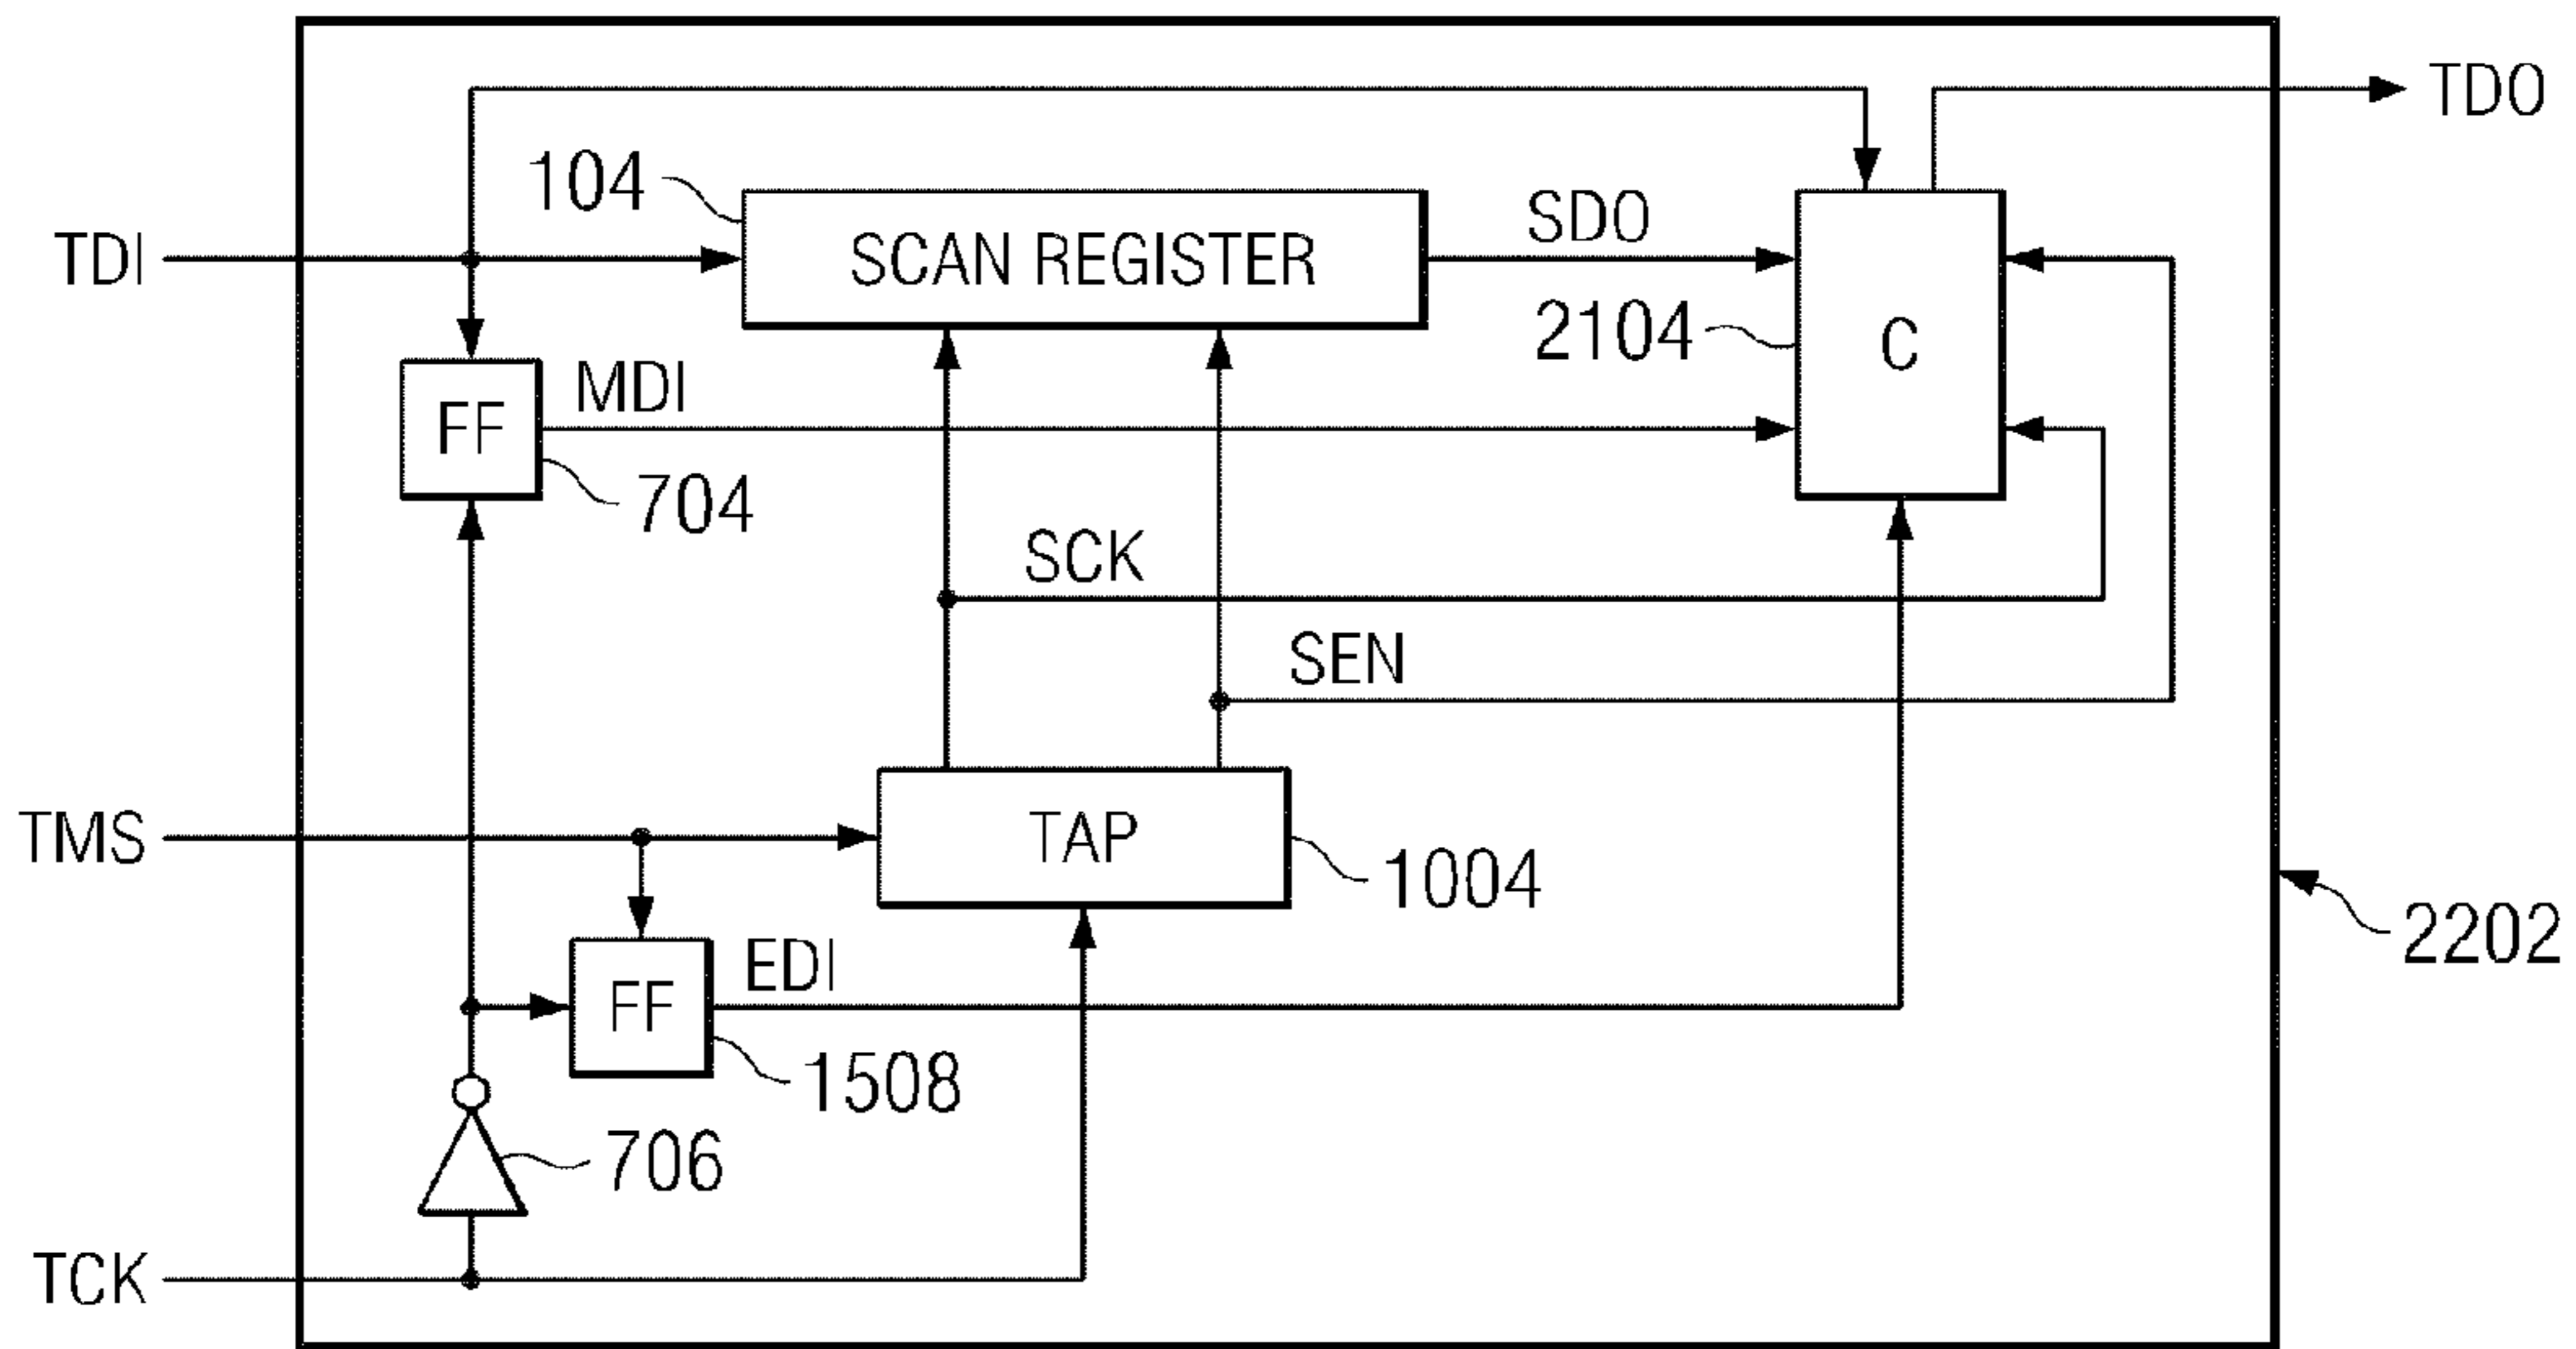 TDO
104
SCAN REGISTER
SDO
TDI
2104
C
MDI
FF
704
SCK
SEN
TMS
TAP
1004
2202
EDI
FF
1508
706
TCK